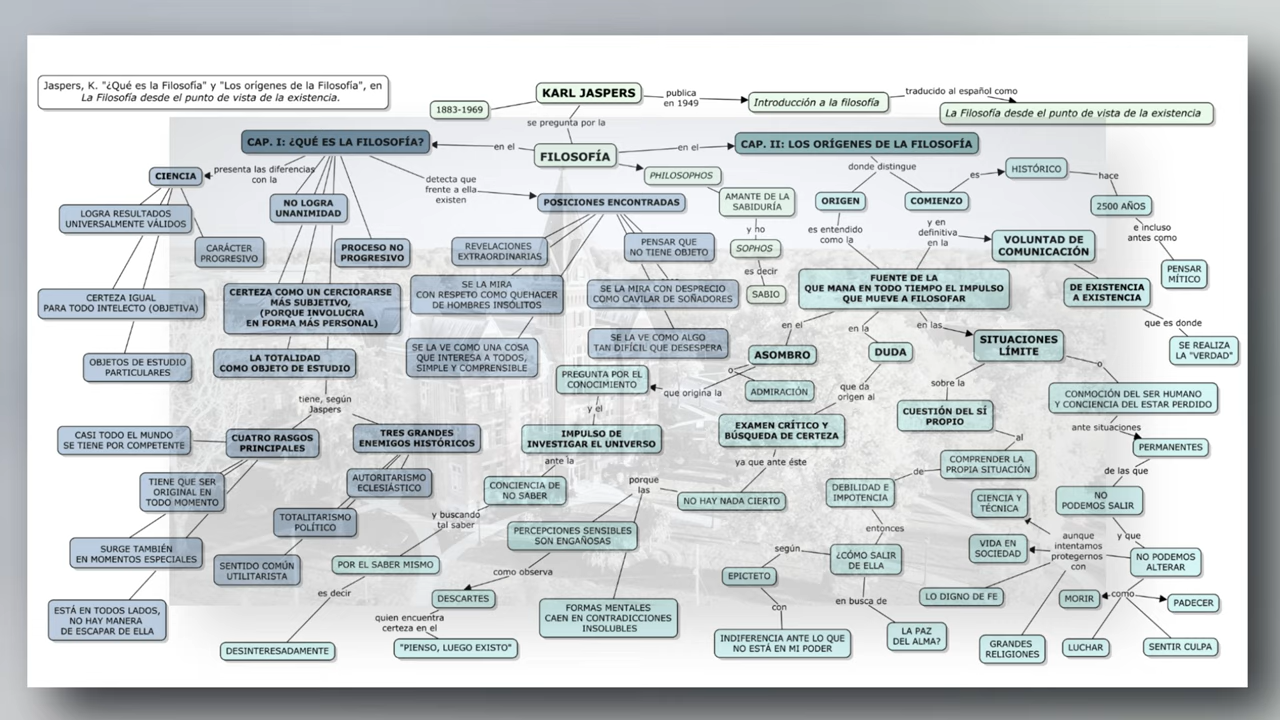 Jaspers, K. "¿Qué es la Filosofía" y "Los orígenes de la Filosofía", en
La Filosofía desde el punto de vista de la existencia.
1883-1969
KARL JASPERS
publica
en 1949
Introducción a la filosofía
traducido al español como
La Filosofía desde el punto de vista de la existencia
se pregunta por la
FILOSOFÍA
en el
CAP. I: ¿QUÉ ES LA FILOSOFÍA?
en el
CAP. II: LOS ORÍGENES DE LA FILOSOFÍA
PHILOSOPHOS
AMANTE DE LA
SABIDURÍA
y no
SOPHOS
es decir
SABIO
presenta las diferencias
con la
CIENCIA
LOGRA RESULTADOS
UNIVERSALMENTE VÁLIDOS
CARÁCTER
PROGRESIVO
CERTEZA IGUAL
PARA TODO INTELECTO (OBJETIVA)
OBJETOS DE ESTUDIO
PARTICULARES
NO LOGRA
UNANIMIDAD
PROCESO NO
PROGRESIVO
CERTEZA COMO UN CERCIORARSE
MÁS SUBJETIVO,
(PORQUE INVOLUCRA
EN FORMA MÁS PERSONAL)
LA TOTALIDAD
COMO OBJETO DE ESTUDIO
tiene, según
Jaspers
CUATRO RASGOS
PRINCIPALES
CASI TODO EL MUNDO
SE TIENE POR COMPETENTE
TIENE QUE SER
ORIGINAL EN
TODO MOMENTO
SURGE TAMBIÉN
EN MOMENTOS ESPECIALES
ESTÁ EN TODOS LADOS,
NO HAY MANERA
DE ESCAPAR DE ELLA
TRES GRANDES
ENEMIGOS HISTÓRICOS
AUTORITARISMO
ECLESIÁSTICO
TOTALITARISMO
POLÍTICO
SENTIDO COMÚN
UTILITARISTA
detecta que
frente a ella
existen
POSICIONES ENCONTRADAS
REVELACIONES
EXTRAORDINARIAS
PENSAR QUE
NO TIENE OBJETO
SE LA MIRA
CON RESPETO COMO QUEHACER
DE HOMBRES INSÓLITOS
SE LA MIRA CON DESPRECIO
COMO CAVILAR DE SOÑADORES
SE LA VE COMO UNA COSA
QUE INTERESA A TODOS,
SIMPLE Y COMPRENSIBLE
SE LA VE COMO ALGO
TAN DIFÍCIL QUE DESESPERA
donde distingue
ORIGEN
COMIENZO
es
HISTÓRICO
hace
2500 AÑOS
e incluso
antes como
PENSAR
MÍTICO
es entendido
como la
y en
definitiva
en la
VOLUNTAD DE
COMUNICACIÓN
DE EXISTENCIA
A EXISTENCIA
que es donde
SE REALIZA
LA "VERDAD"
FUENTE DE LA
QUE MANA EN TODO TIEMPO EL IMPULSO
QUE MUEVE A FILOSOFAR
en el
en la
en las
ASOMBRO
DUDA
SITUACIONES
LÍMITE
o
ADMIRACIÓN
que origina la
PREGUNTA POR EL
CONOCIMIENTO
y el
IMPULSO DE
INVESTIGAR EL UNIVERSO
ante la
CONCIENCIA DE
NO SABER
y buscando
tal saber
POR EL SABER MISMO
es decir
DESINTERESADAMENTE
que da
origen al
EXAMEN CRÍTICO Y
BÚSQUEDA DE CERTEZA
ya que ante éste
NO HAY NADA CIERTO
porque
las
PERCEPCIONES SENSIBLES
SON ENGAÑOSAS
como observa
DESCARTES
quien encuentra
certeza en el
"PIENSO, LUEGO EXISTO"
FORMAS MENTALES
CAEN EN CONTRADICCIONES
INSOLUBLES
sobre la
CUESTIÓN DEL SÍ
PROPIO
al
COMPRENDER LA
PROPIA SITUACIÓN
de
DEBILIDAD E
IMPOTENCIA
entonces
¿CÓMO SALIR
DE ELLA
según
EPICTETO
con
INDIFERENCIA ANTE LO QUE
NO ESTÁ EN MI PODER
en busca de
LA PAZ
DEL ALMA?
o
CONMOCIÓN DEL SER HUMANO
Y CONCIENCIA DEL ESTAR PERDIDO
ante situaciones
PERMANENTES
de las que
NO
PODEMOS SALIR
y que
NO PODEMOS
ALTERAR
aunque
intentamos
protegernos
con
CIENCIA Y
TÉCNICA
VIDA EN
SOCIEDAD
LO DIGNO DE FE
GRANDES
RELIGIONES
como
MORIR
PADECER
LUCHAR
SENTIR CULPA